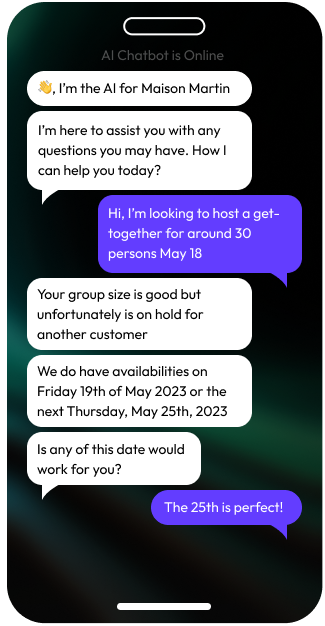 AI Chatbot is Online
👋, I'm the AI for Maison Martin
I'm here to assist you with any
questions you may have. How I
can help you today?
Hi, I'm looking to host a get-
together for around 30
persons May 18
Your group size is good but
unfortunately is on hold for
another customer
We do have availabilities on
Friday 19th of May 2023 or the
next Thursday, May 25th, 2023
Is any of this date would
work for you?
The 25th is perfect!